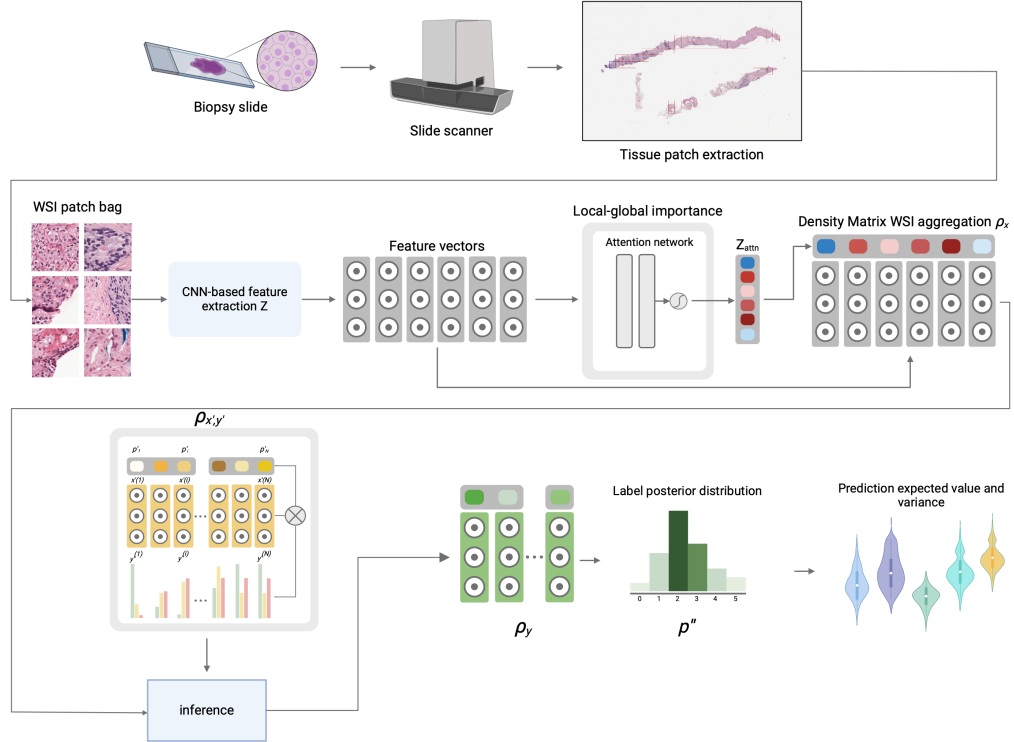 Biopsy slide
Slide scanner
Tissue patch extraction
WSI patch bag
CNN-based feature
extraction Z
Feature vectors
Local-global importance
Attention network
Zattn
Density Matrix WSI aggregation ρx
ρx',y'
p'1 p'i p'N
x'(1) x'(i) x'(N)
...
y(1) y(i) y(N)
...
inference
...
ρy
Label posterior distribution
0 1 2 3 4 5
p"
Prediction expected value and
variance